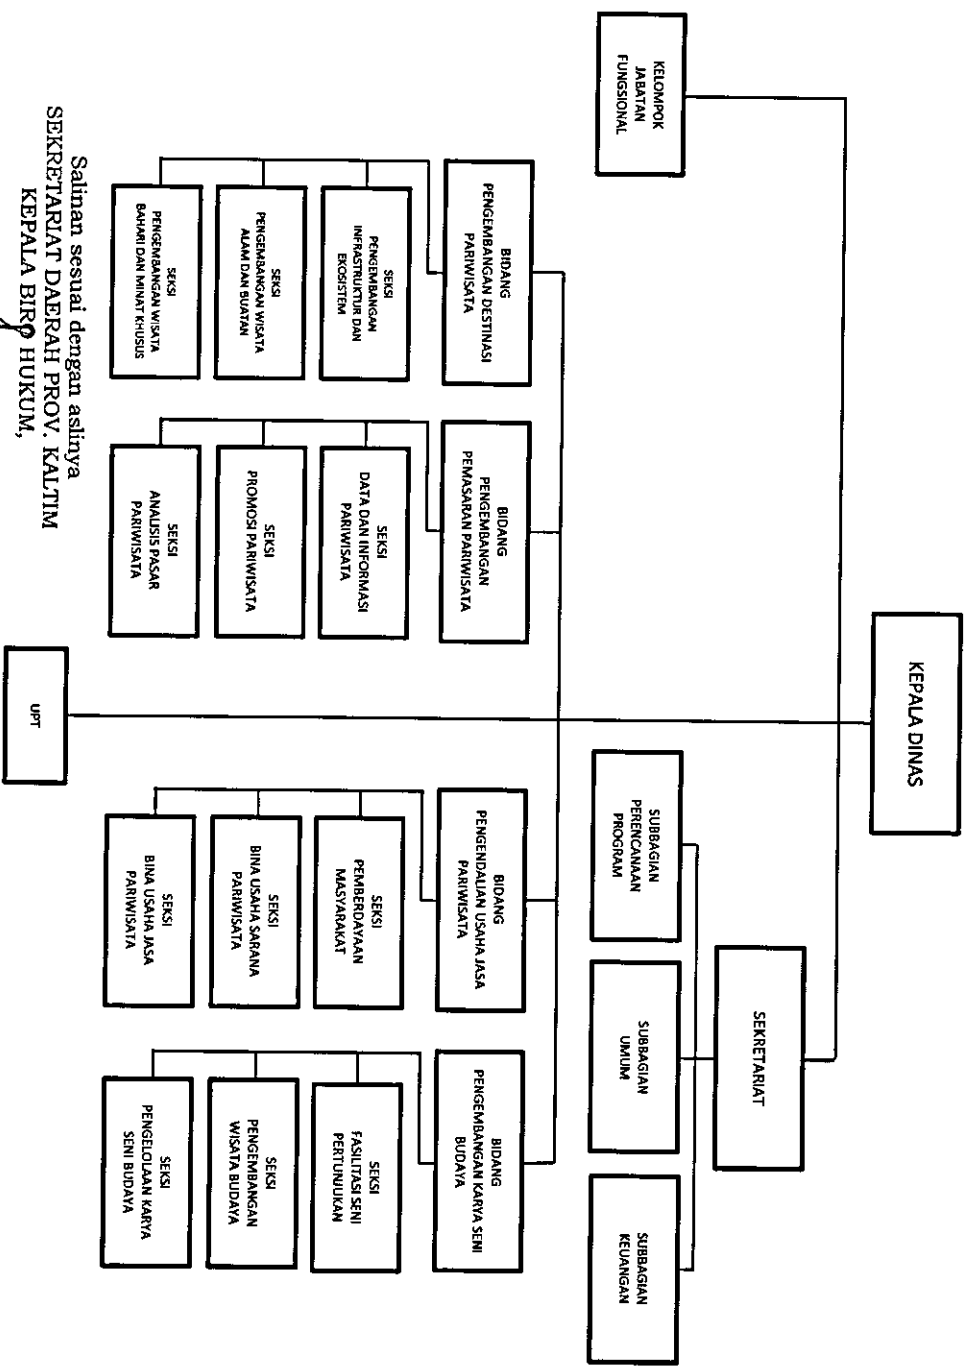 KEPALA DINAS
KELOMPOK
JABATAN
FUNGSIONAL
SEKRETARIAT
SUBBAGIAN
PERENCANAAN
PROGRAM
SUBBAGIAN
UMUM
SUBBAGIAN
KEUANGAN
BIDANG
PENGEMBANGAN DESTINASI
PARIWISATA
SEKSI
PENGEMBANGAN
INFRASTRUKTUR DAN
EKOSISTEM
SEKSI
PENGEMBANGAN WISATA
ALAM DAN BUATAN
SEKSI
PENGEMBANGAN WISATA
BAHARI DAN MINAT KHUSUS
BIDANG
PENGEMBANGAN
PEMASARAN PARIWISATA
SEKSI
DATA DAN INFORMASI
PARIWISATA
SEKSI
PROMOSI PARIWISATA
SEKSI
ANALISIS PASAR
PARIWISATA
BIDANG
PENGENDALIAN USAHA JASA
PARIWISATA
SEKSI
PEMBERDAYAAN
MASYARAKAT
SEKSI
BINA USAHA SARANA
PARIWISATA
SEKSI
BINA USAHA JASA
PARIWISATA
BIDANG
PENGEMBANGAN KARYA SENI
BUDAYA
SEKSI
FASILITASI SENI
PERTUNJUKAN
SEKSI
PENGEMBANGAN
WISATA BUDAYA
SEKSI
PENGELOLAAN KARYA
SENI BUDAYA
UPT
Salinan sesuai dengan aslinya
SEKRETARIAT DAERAH PROV. KALTIM
KEPALA BIRO HUKUM,